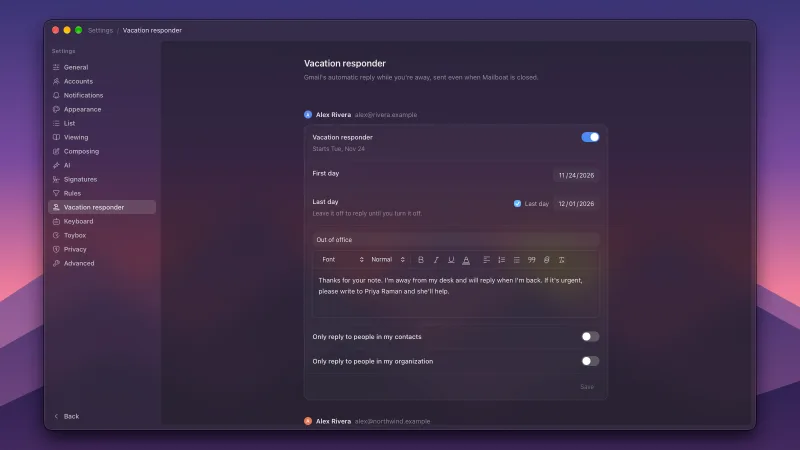 Settings / Vacation responder
Settings
General
Accounts
Notifications
Appearance
List
Viewing
Composing
AI
Signatures
Rules
Vacation responder
Keyboard
Toybox
Privacy
Advanced
Back
Vacation responder
Gmail's automatic reply while you're away, sent even when Mailboat is closed.
Alex Rivera alex@rivera.example
Vacation responder
Starts Tue, Nov 24
First day 11/24/2026
Last day Last day 12/01/2026
Leave it off to reply until you turn it off.
Out of office
Font Normal B I U A
Thanks for your note. I'm away from my desk and will reply when I'm back. If it's urgent,
please write to Priya Raman and she'll help.
Only reply to people in my contacts
Only reply to people in my organization
Save
Alex Rivera alex@northwind.example